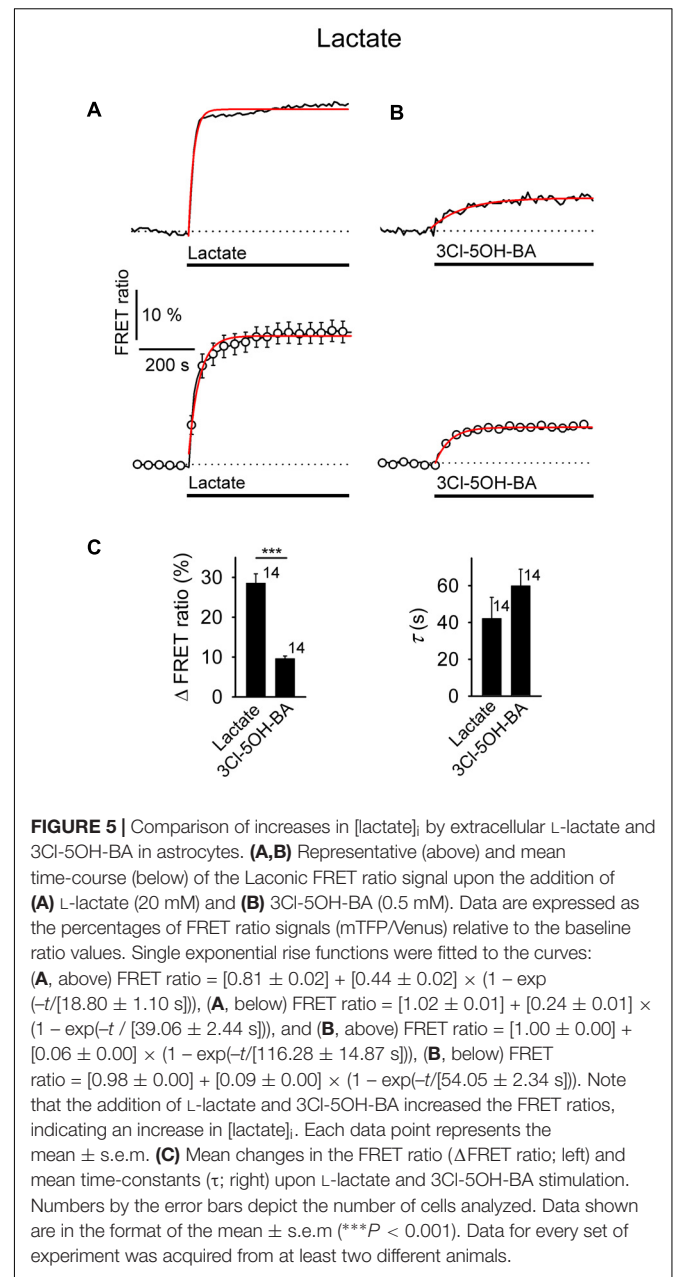 Lactate
A
B
Lactate
3Cl-5OH-BA
FRET ratio
10 %
200 s
Lactate
3Cl-5OH-BA
C
Δ FRET ratio (%)
30
20
10
0
***
14
14
Lactate
3Cl-5OH-BA
τ (s)
60
40
20
0
14
14
Lactate
3Cl-5OH-BA
FIGURE 5 | Comparison of increases in [lactate]i by extracellular L-lactate and
3Cl-5OH-BA in astrocytes. (A,B) Representative (above) and mean
time-course (below) of the Laconic FRET ratio signal upon the addition of
(A) L-lactate (20 mM) and (B) 3Cl-5OH-BA (0.5 mM). Data are expressed as
the percentages of FRET ratio signals (mTFP/Venus) relative to the baseline
ratio values. Single exponential rise functions were fitted to the curves:
(A, above) FRET ratio = [0.81 ± 0.02] + [0.44 ± 0.02] × (1 – exp
(–t/[18.80 ± 1.10 s])), (A, below) FRET ratio = [1.02 ± 0.01] + [0.24 ± 0.01] ×
(1 – exp(–t / [39.06 ± 2.44 s])), and (B, above) FRET ratio = [1.00 ± 0.00] +
[0.06 ± 0.00] × (1 – exp(–t/[116.28 ± 14.87 s])), (B, below) FRET
ratio = [0.98 ± 0.00] + [0.09 ± 0.00] × (1 – exp(–t/[54.05 ± 2.34 s])). Note
that the addition of L-lactate and 3Cl-5OH-BA increased the FRET ratios,
indicating an increase in [lactate]i. Each data point represents the
mean ± s.e.m. (C) Mean changes in the FRET ratio (ΔFRET ratio; left) and
mean time-constants (τ; right) upon L-lactate and 3Cl-5OH-BA stimulation.
Numbers by the error bars depict the number of cells analyzed. Data shown
are in the format of the mean ± s.e.m (***P < 0.001). Data for every set of
experiment was acquired from at least two different animals.